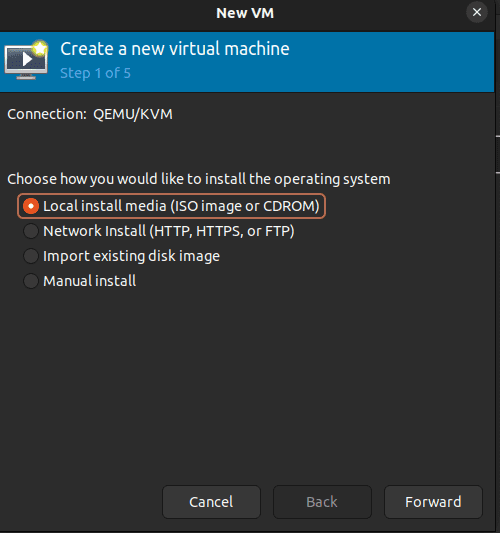 New VM
Create a new virtual machine
Step 1 of 5
Connection: QEMU/KVM
Choose how you would like to install the operating system
Local install media (ISO image or CDROM)
Network Install (HTTP, HTTPS, or FTP)
Import existing disk image
Manual install
Cancel Back Forward